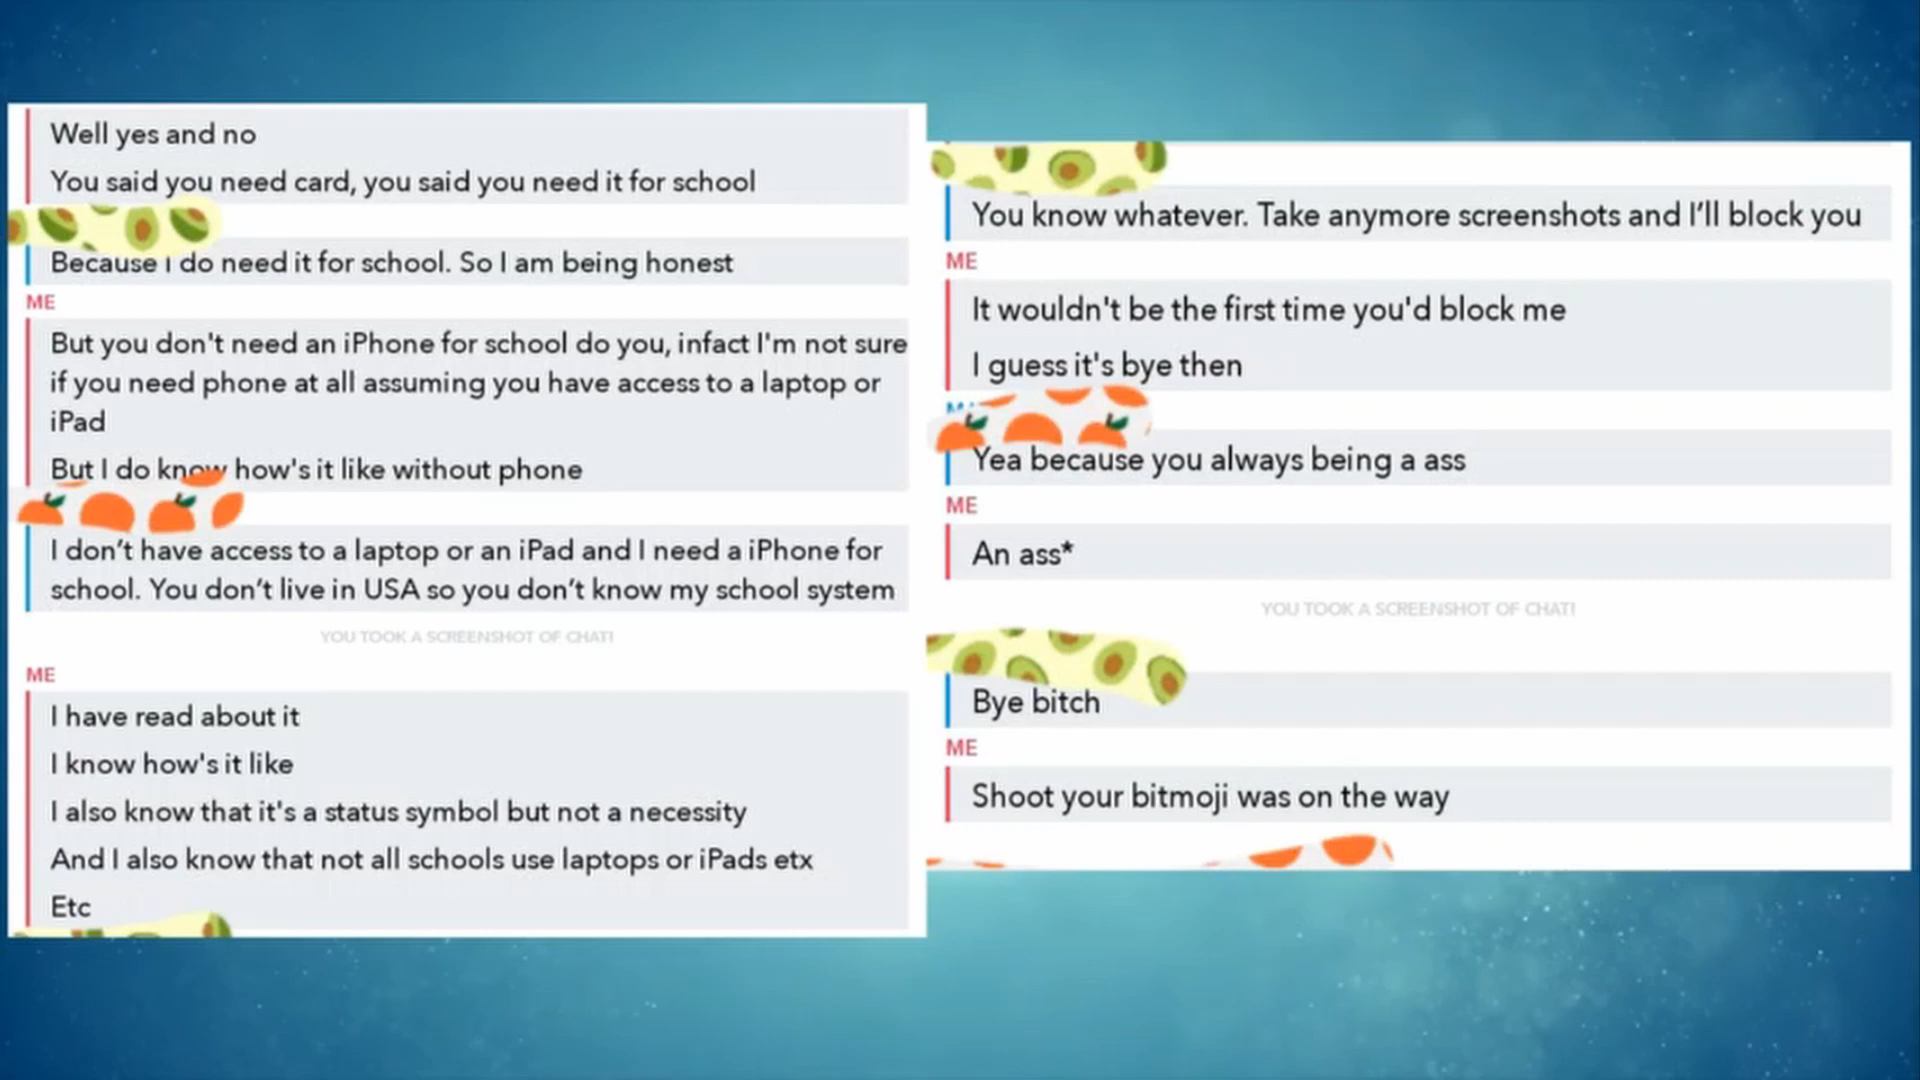 Well yes and no
You said you need card, you said you need it for school
Because I do need it for school. So I am being honest
ME
But you don't need an iPhone for school do you, infact I'm not sure
if you need phone at all assuming you have access to a laptop or
iPad
But I do know how's it like without phone
I don't have access to a laptop or an iPad and I need a iPhone for
school. You don't live in USA so you don't know my school system
YOU TOOK A SCREENSHOT OF CHAT!
ME
I have read about it
I know how's it like
I also know that it's a status symbol but not a necessity
And I also know that not all schools use laptops or iPads etx
Etc
You know whatever. Take anymore screenshots and I'll block you
ME
It wouldn't be the first time you'd block me
I guess it's bye then
Yea because you always being a ass
ME
An ass*
YOU TOOK A SCREENSHOT OF CHAT!
Bye bitch
ME
Shoot your bitmoji was on the way